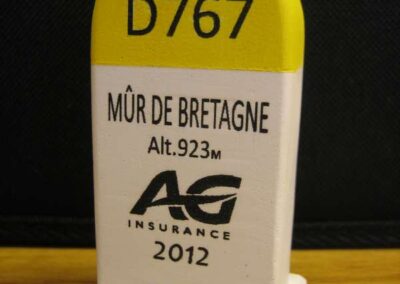 D767
MÛR DE BRETAGNE
Alt.923M
AG
INSURANCE
2012